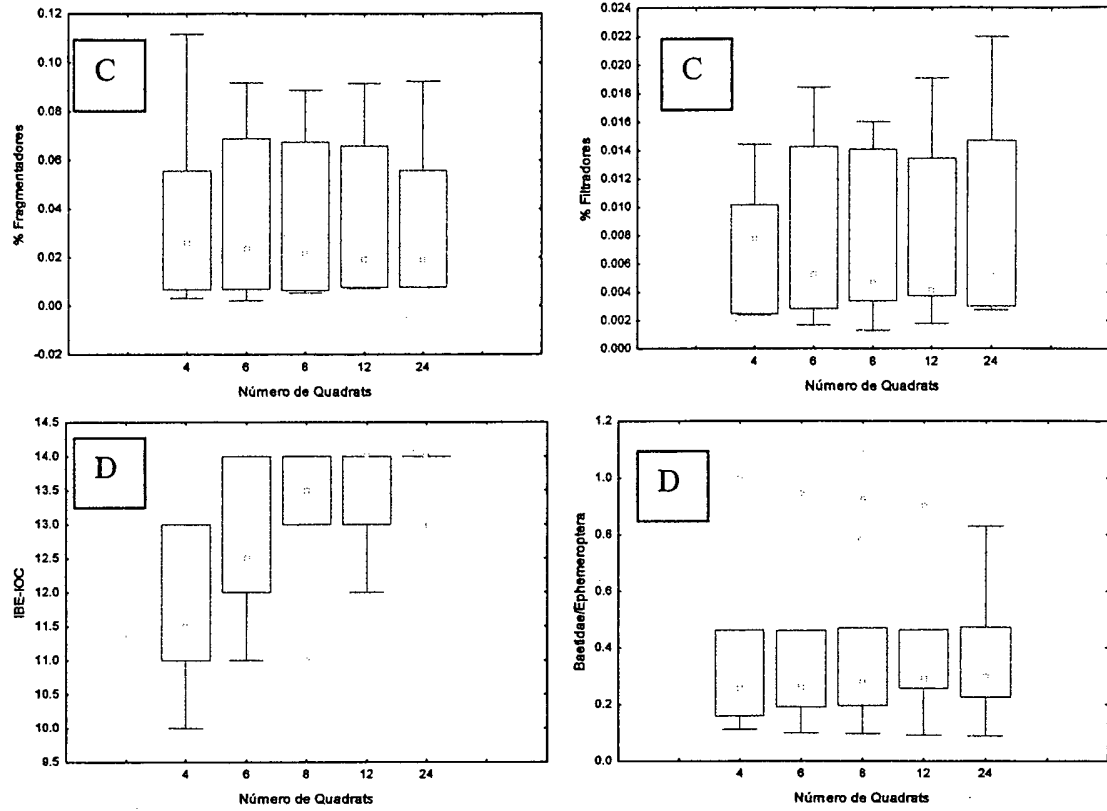 C
% Fragmentadores
0.12
0.10
0.08
0.06
0.04
0.02
0.00
-0.02
4 6 8 12 24
Número de Quadrats
C
% Filtradores
0.024
0.022
0.020
0.018
0.016
0.014
0.012
0.010
0.008
0.006
0.004
0.002
0.000
4 6 8 12 24
Número de Quadrats
D
IBE-IOC
14.5
14.0
13.5
13.0
12.5
12.0
11.5
11.0
10.5
10.0
9.5
4 6 8 12 24
Número de Quadrats
D
Baetidae/Ephemeroptera
1.2
1.0
0.8
0.6
0.4
0.2
0.0
4 6 8 12 24
Número de Quadrats